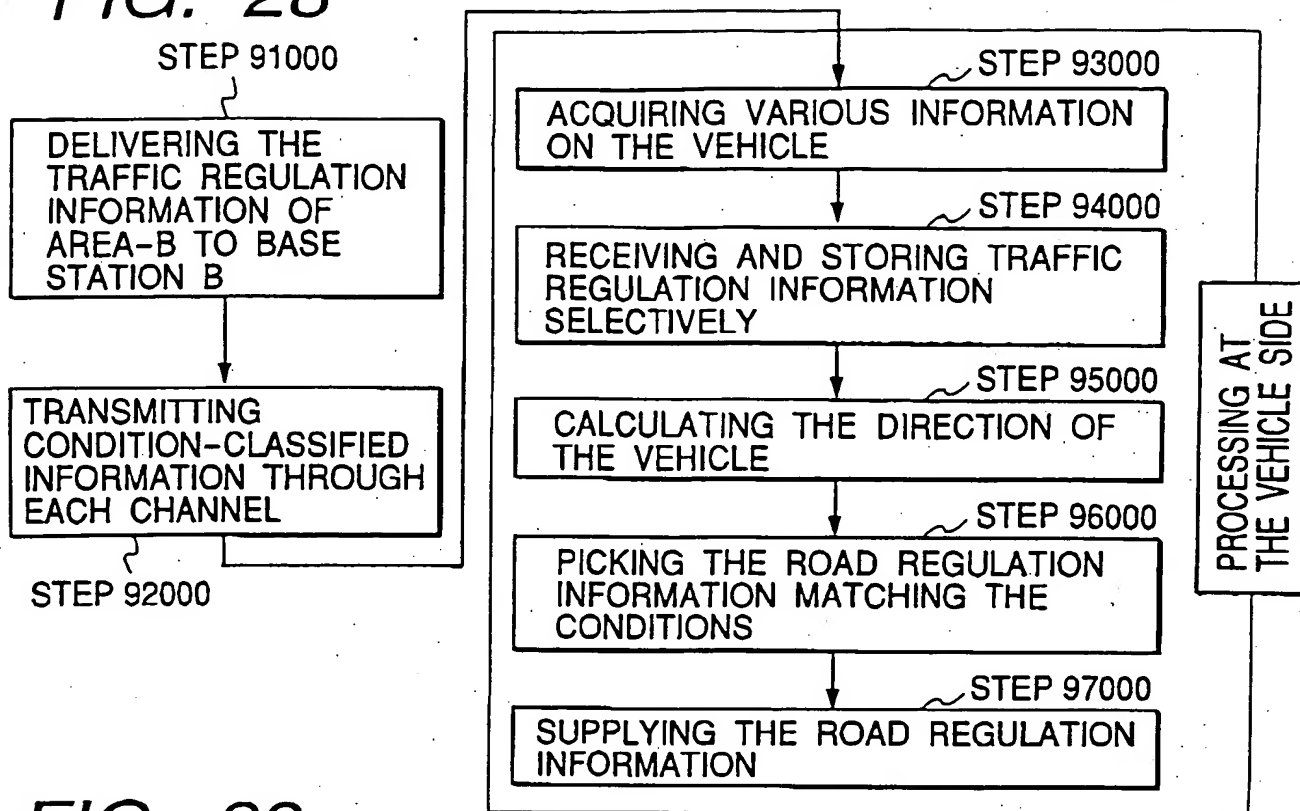 FIG. 28
STEP 91000
DELIVERING THE
TRAFFIC REGULATION
INFORMATION OF
AREA-B TO BASE
STATION B
TRANSMITTING
CONDITION-CLASSIFIED
INFORMATION THROUGH
EACH CHANNEL
STEP 92000
STEP 93000
ACQUIRING VARIOUS INFORMATION
ON THE VEHICLE
STEP 94000
RECEIVING AND STORING TRAFFIC
REGULATION INFORMATION
SELECTIVELY
STEP 95000
CALCULATING THE DIRECTION OF
THE VEHICLE
STEP 96000
PICKING THE ROAD REGULATION
INFORMATION MATCHING THE
CONDITIONS
STEP 97000
SUPPLYING THE ROAD REGULATION
INFORMATION
PROCESSING AT
THE VEHICLE SIDE
FIG.